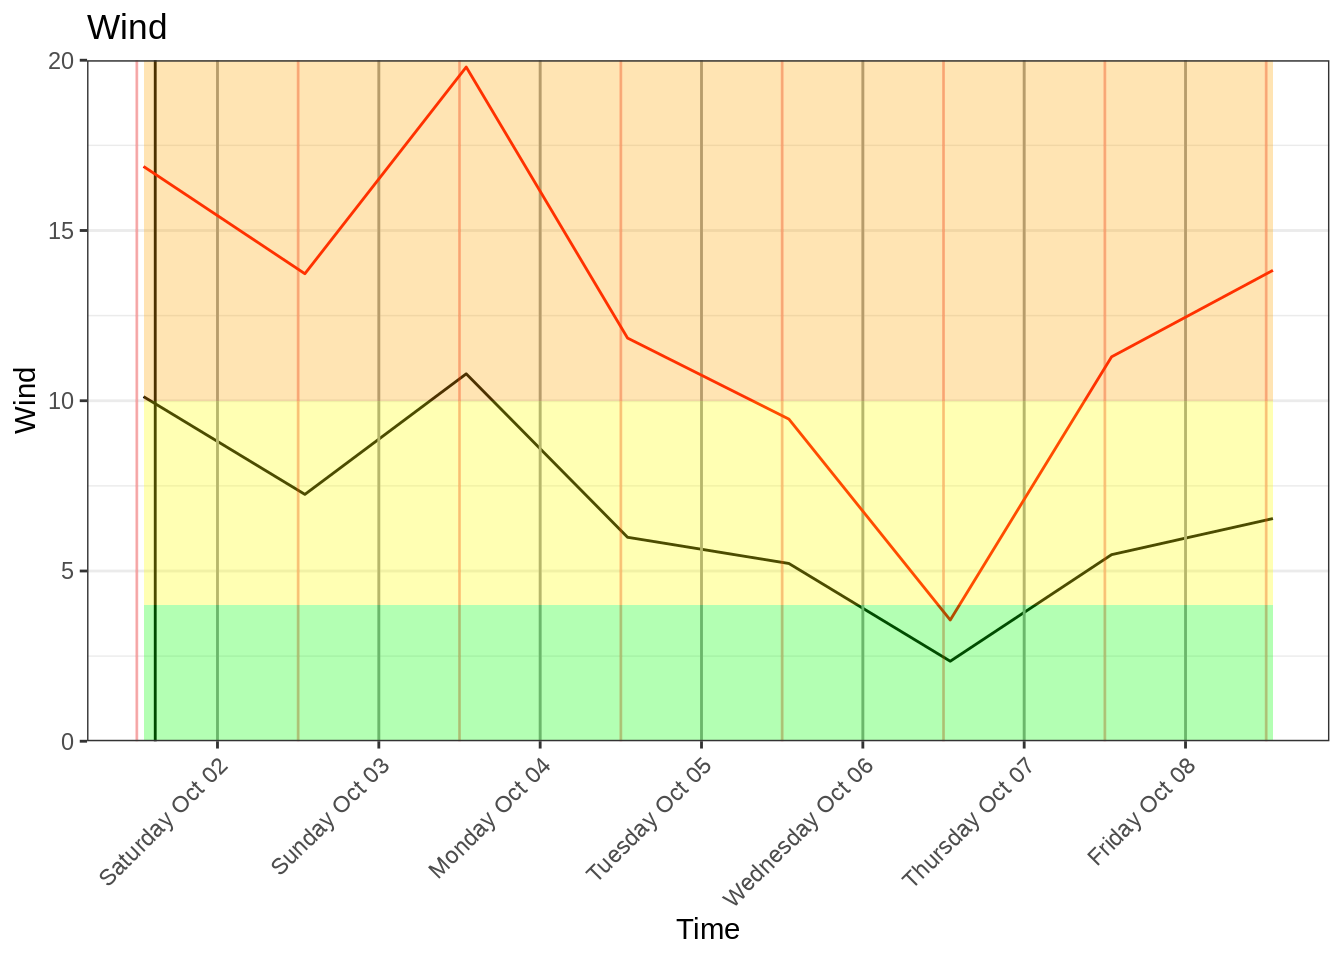 Wind
20
15
10
5
0
Wind
Saturday Oct 02
Sunday Oct 03
Monday Oct 04
Tuesday Oct 05
Wednesday Oct 06
Thursday Oct 07
Friday Oct 08
Time